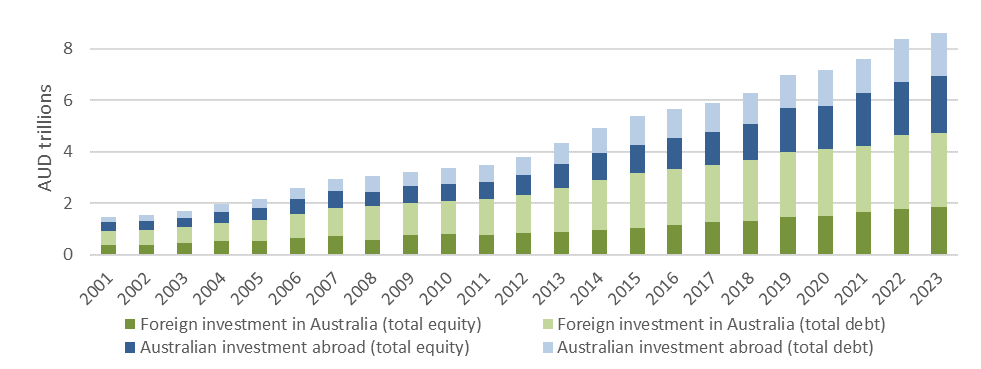 AUD trillions
8
6
4
2
0
2001 2002 2003 2004 2005 2006 2007 2008 2009 2010 2011 2012 2013 2014 2015 2016 2017 2018 2019 2020 2021 2022 2023
Foreign investment in Australia (total equity) Foreign investment in Australia (total debt)
Australian investment abroad (total equity) Australian investment abroad (total debt)